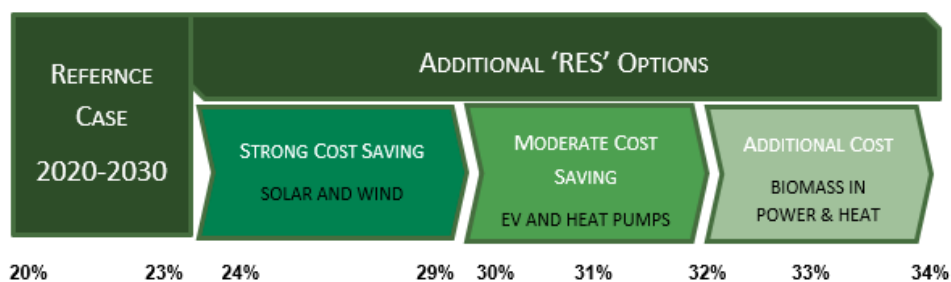 REFERNCE
CASE
2020-2030
ADDITIONAL ‘RES’ OPTIONS
STRONG COST SAVING
SOLAR AND WIND
MODERATE COST
SAVING
EV AND HEAT PUMPS
ADDITIONAL COST
BIOMASS IN
POWER & HEAT
20% 23% 24% 29% 30% 31% 32% 33% 34%